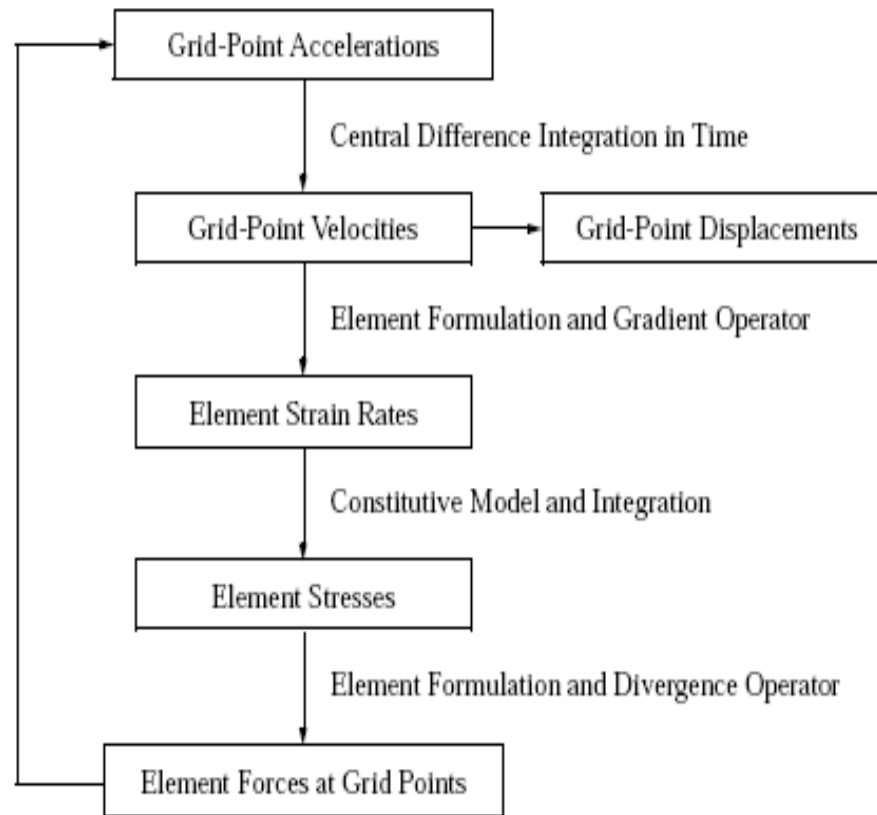 Grid-Point Accelerations
Central Difference Integration in Time
Grid-Point Velocities
Grid-Point Displacements
Element Formulation and Gradient Operator
Element Strain Rates
Constitutive Model and Integration
Element Stresses
Element Formulation and Divergence Operator
Element Forces at Grid Points